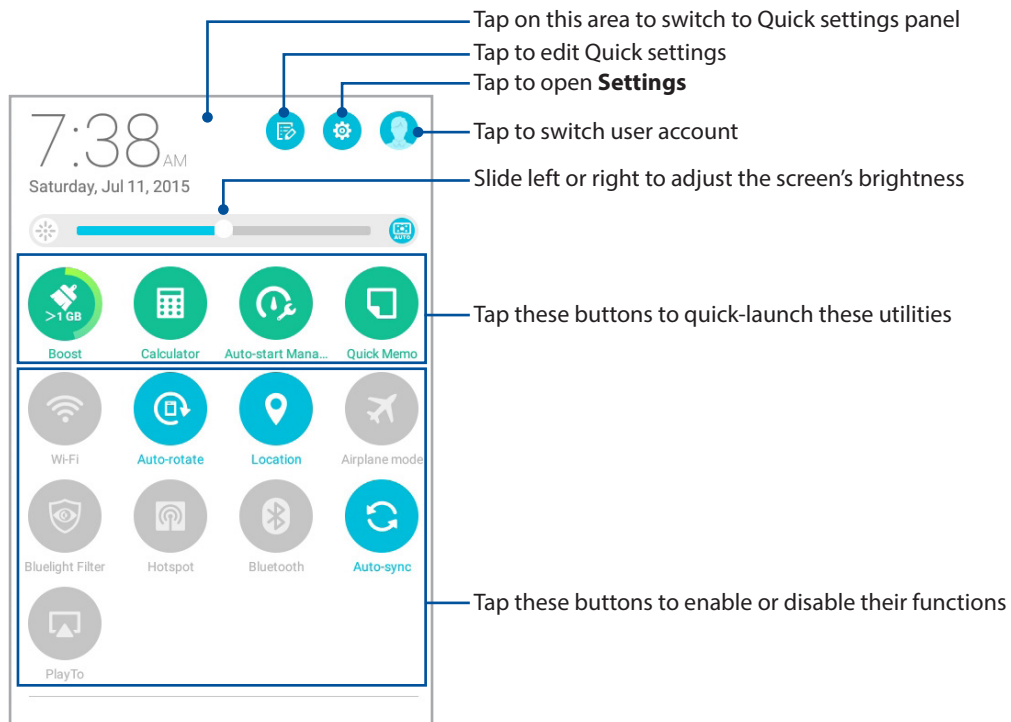 Tap on this area to switch to Quick settings panel
Tap to edit Quick settings
Tap to open Settings
Tap to switch user account
Slide left or right to adjust the screen's brightness
Tap these buttons to quick-launch these utilities
Tap these buttons to enable or disable their functions
7:38 AM
Saturday, Jul 11, 2015
AUTO
>1 GB
Boost Calculator Auto-start Mana... Quick Memo
Wi-Fi Auto-rotate Location Airplane mode
Bluelight Filter Hotspot Bluetooth Auto-sync
PlayTo